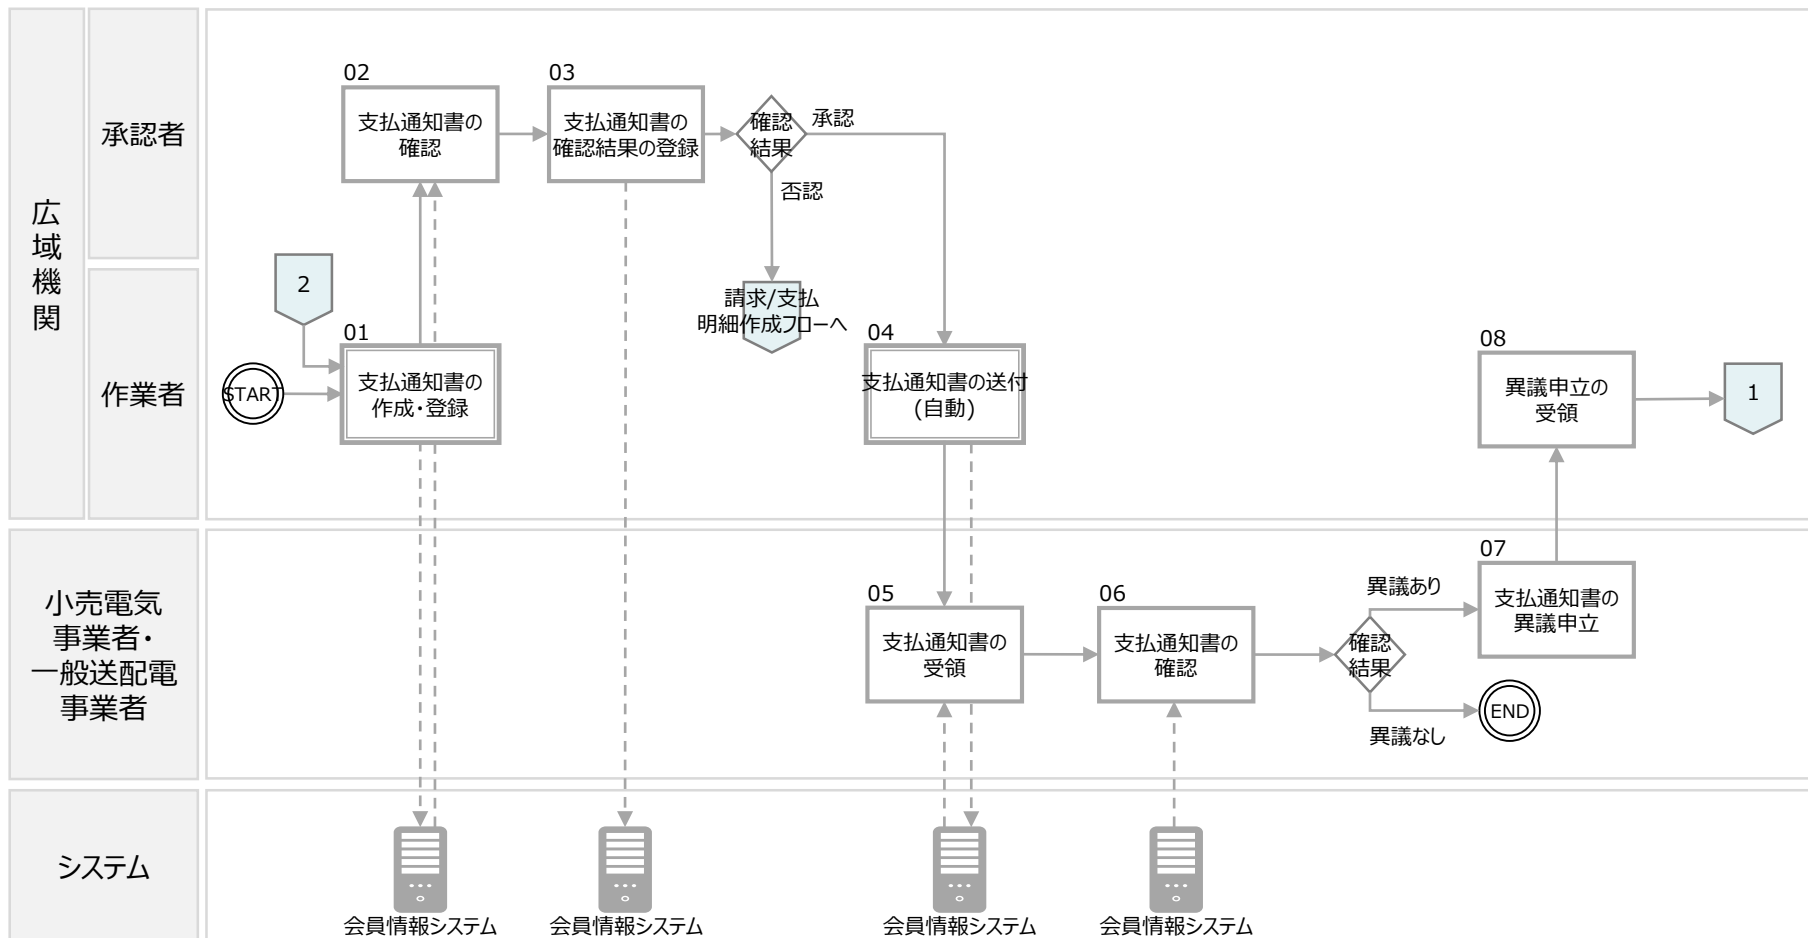 広域機関
承認者
02
支払通知書の
確認
03
支払通知書の
確認結果の登録
確認
結果
承認
否認
請求/支払
明細作成フローへ
作業者
2
START
01
支払通知書の
作成・登録
04
支払通知書の送付
(自動)
08
異議申立の
受領
1
小売電気
事業者・
一般送配電
事業者
05
支払通知書の
受領
06
支払通知書の
確認
確認
結果
異議あり
異議なし
07
支払通知書の
異議申立
END
システム
会員情報システム
会員情報システム
会員情報システム
会員情報システム